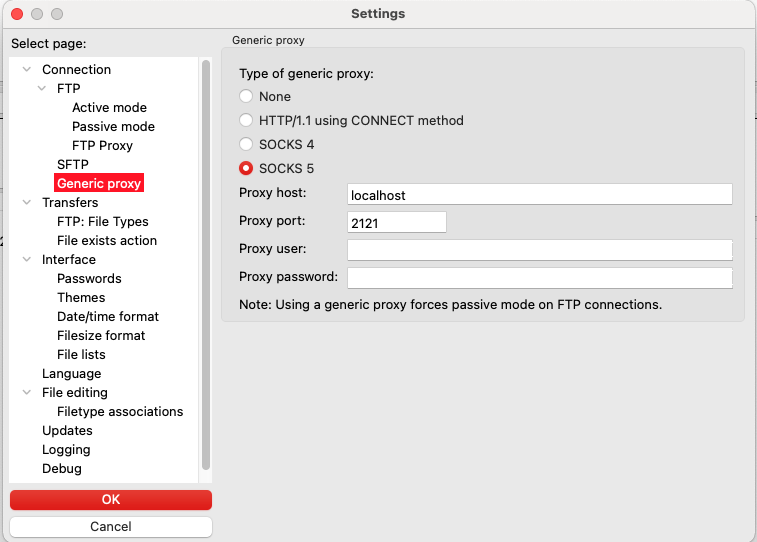 Settings
Select page:
Connection
FTP
Active mode
Passive mode
FTP Proxy
SFTP
Generic proxy
Transfers
FTP: File Types
File exists action
Interface
Passwords
Themes
Date/time format
Filesize format
File lists
Language
File editing
Filetype associations
Updates
Logging
Debug
OK
Cancel
Generic proxy
Type of generic proxy:
None
HTTP/1.1 using CONNECT method
SOCKS 4
SOCKS 5
Proxy host: localhost
Proxy port: 2121
Proxy user:
Proxy password:
Note: Using a generic proxy forces passive mode on FTP connections.